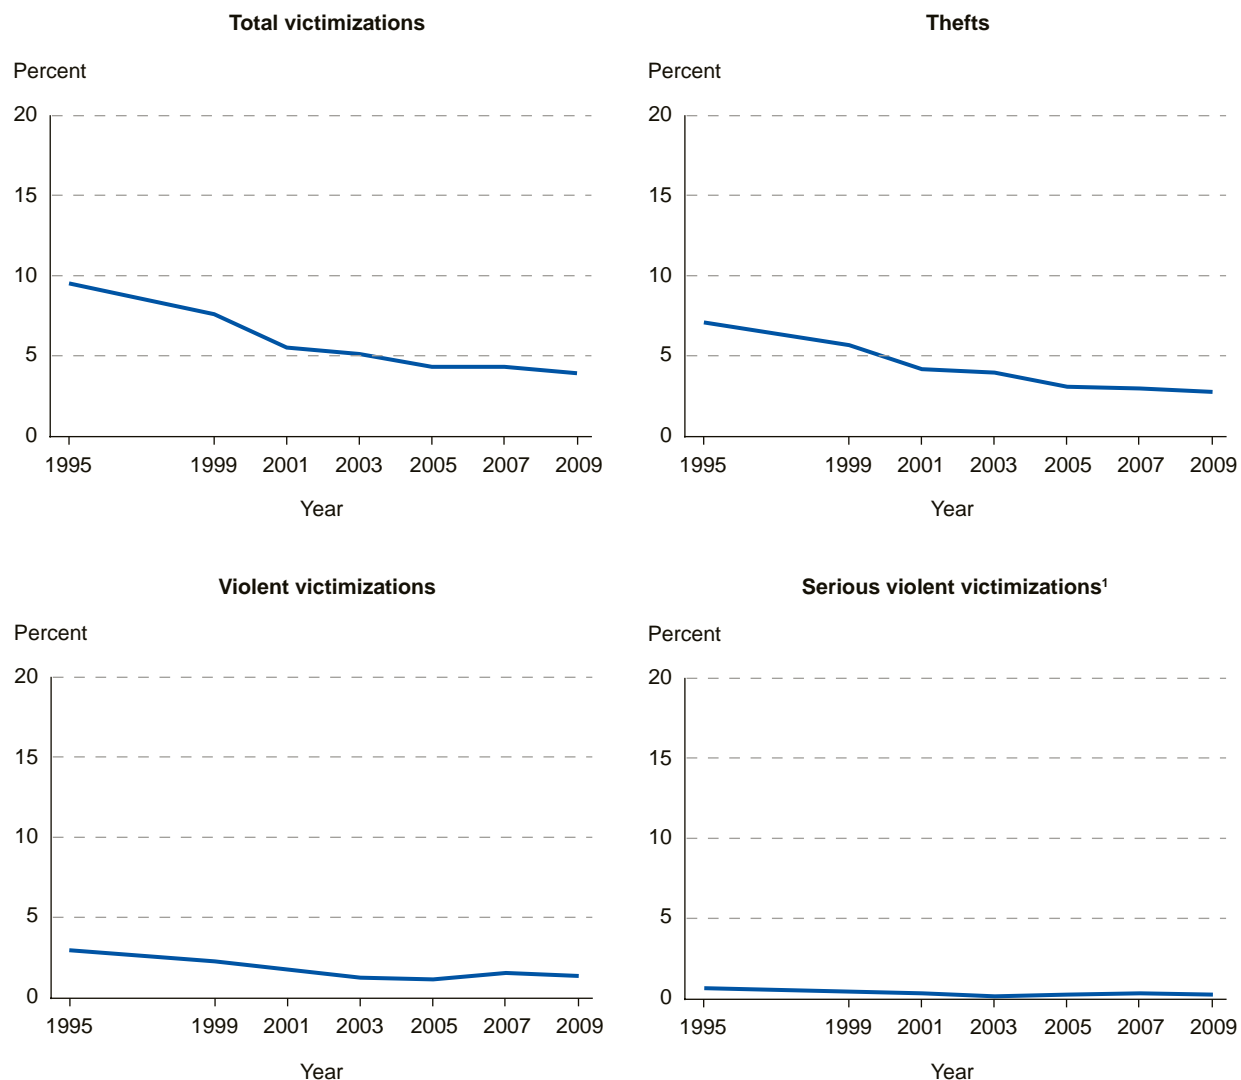 Total victimizations
Percent
20
15
10
5
0
1995 1999 2001 2003 2005 2007 2009
Year
Thefts
Percent
20
15
10
5
0
1995 1999 2001 2003 2005 2007 2009
Year
Violent victimizations
Percent
20
15
10
5
0
1995 1999 2001 2003 2005 2007 2009
Year
Serious violent victimizations¹
Percent
20
15
10
5
0
1995 1999 2001 2003 2005 2007 2009
Year